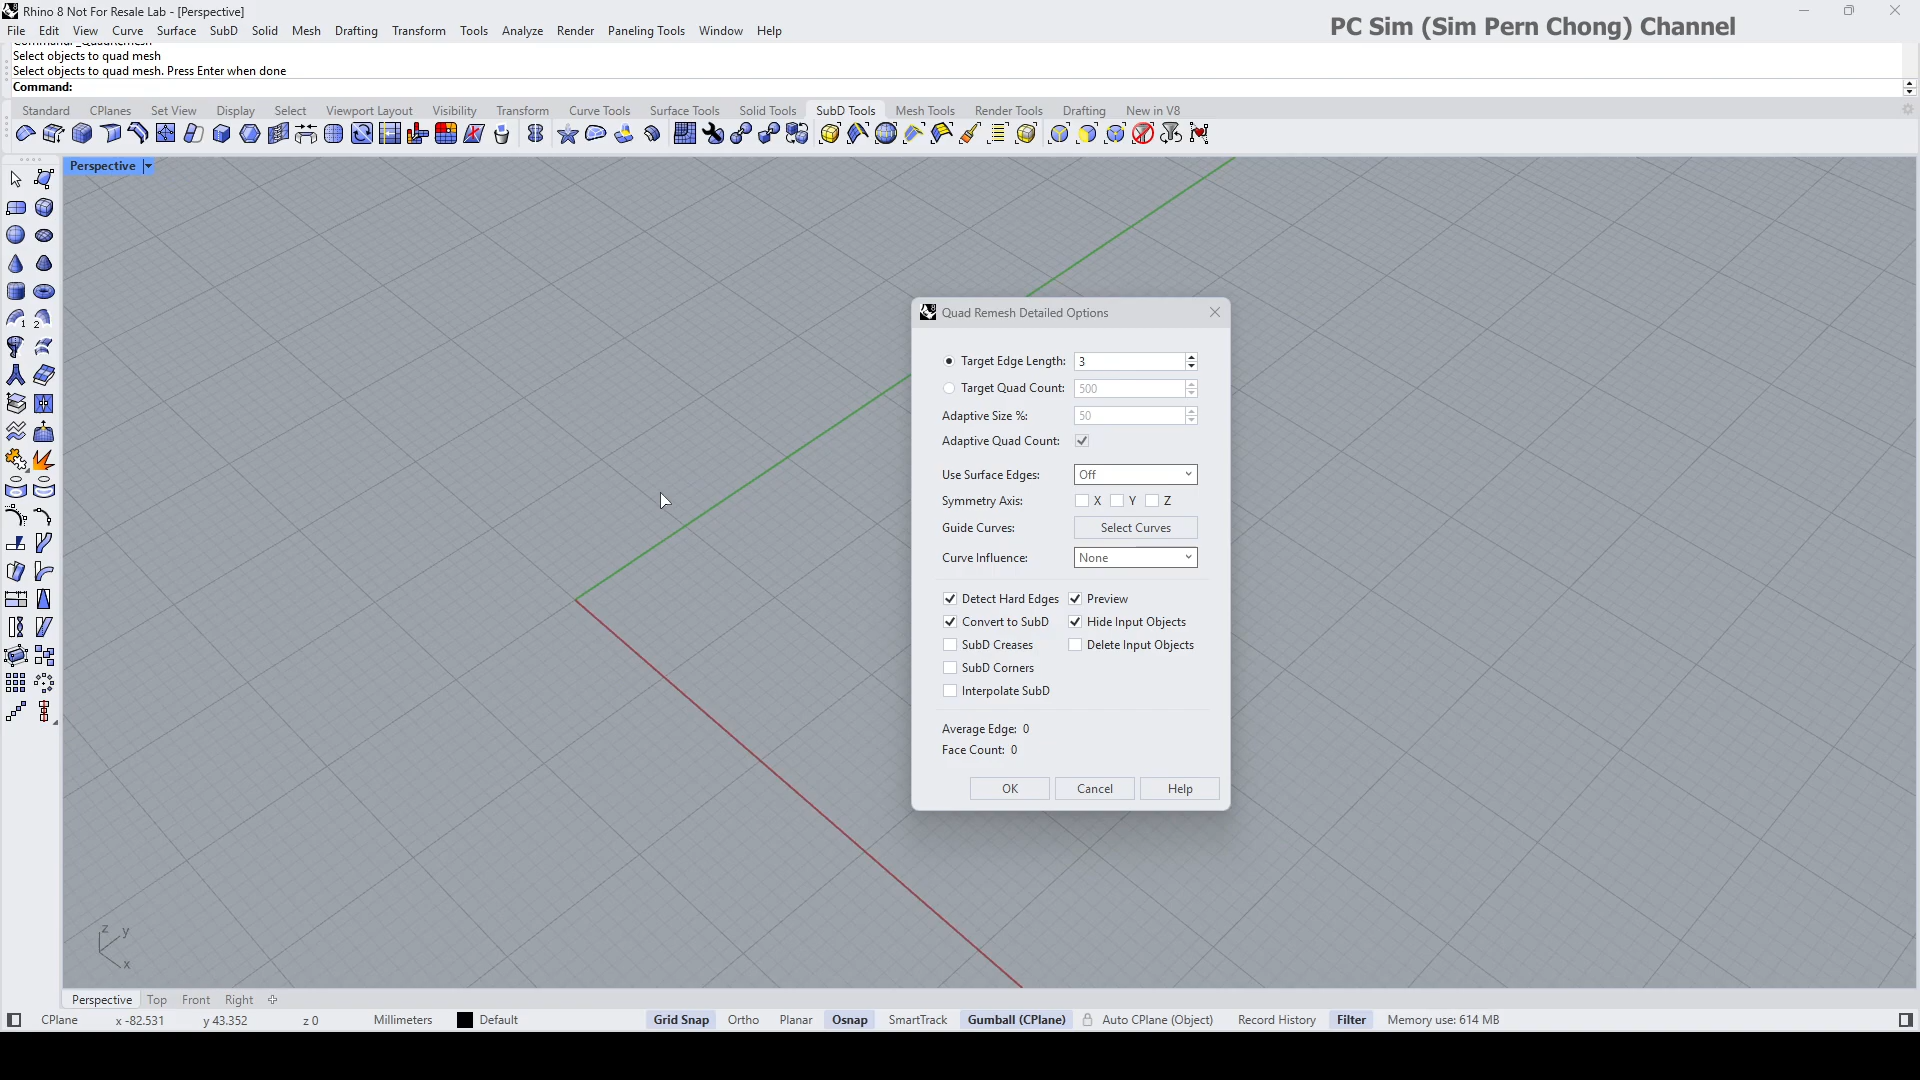 Rhino 8 Not For Resale Lab - [Perspective]
PC Sim (Sim Pern Chong) Channel
File Edit View Curve Surface SubD Solid Mesh Drafting Transform Tools Analyze Render Paneling Tools Window Help
Select objects to quad mesh
Select objects to quad mesh. Press Enter when done
Command:
Standard CPlanes Set View Display Select Viewport Layout Visibility Transform Curve Tools Surface Tools Solid Tools SubD Tools Mesh Tools Render Tools Drafting New in V8
Perspective
Quad Remesh Detailed Options
Target Edge Length: 3
Target Quad Count: 500
Adaptive Size %: 50
Adaptive Quad Count:
Use Surface Edges: Off
Symmetry Axis: X Y Z
Guide Curves: Select Curves
Curve Influence: None
Detect Hard Edges Preview
Convert to SubD Hide Input Objects
SubD Creases Delete Input Objects
SubD Corners
Interpolate SubD
Average Edge: 0
Face Count: 0
OK Cancel Help
z y
x
Perspective Top Front Right
CPlane x -82.531 y 43.352 z 0 Millimeters Default Grid Snap Ortho Planar Osnap SmartTrack Gumball (CPlane) Auto CPlane (Object) Record History Filter Memory use: 614 MB